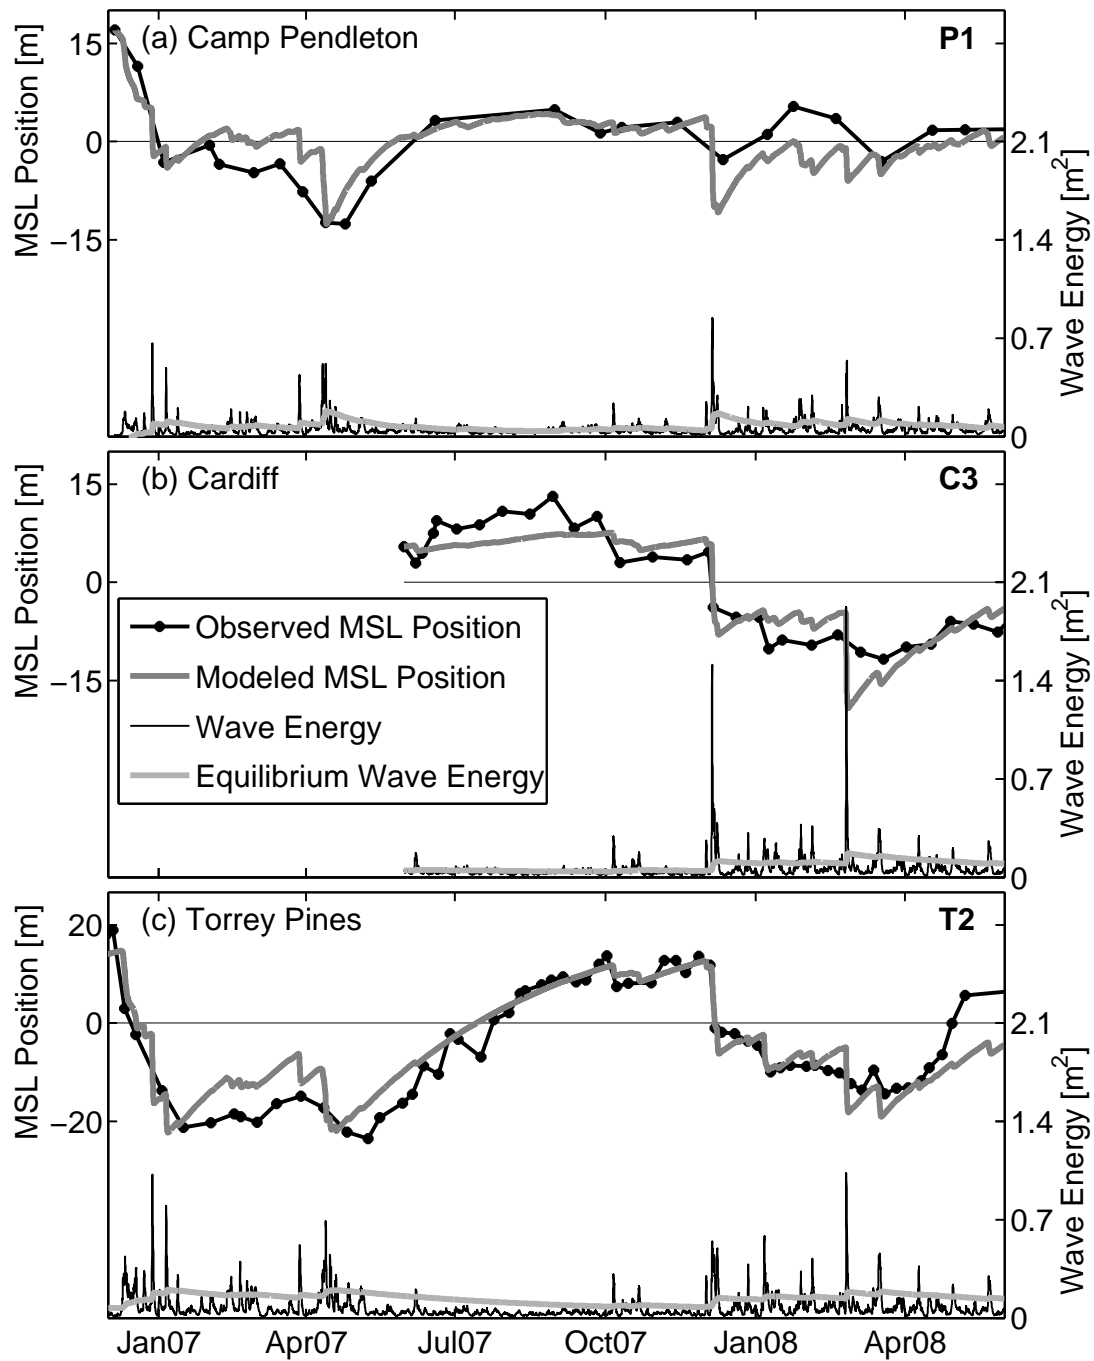 (a) Camp Pendleton
P1
MSL Position [m]
15
0
−15
2.1
1.4
0.7
0
Wave Energy [m²]
(b) Cardiff
C3
MSL Position [m]
15
0
−15
2.1
1.4
0.7
0
Wave Energy [m²]
Observed MSL Position
Modeled MSL Position
Wave Energy
Equilibrium Wave Energy
(c) Torrey Pines
T2
MSL Position [m]
20
0
−20
2.1
1.4
0.7
0
Wave Energy [m²]
Jan07 Apr07 Jul07 Oct07 Jan08 Apr08